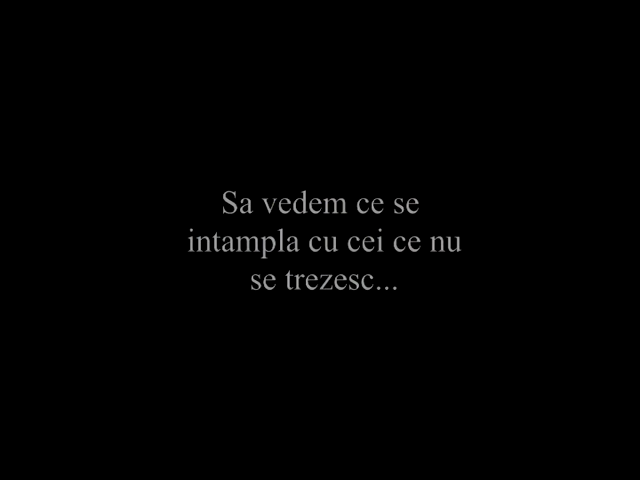 Sa vedem ce se
intampla cu cei ce nu
se trezesc...